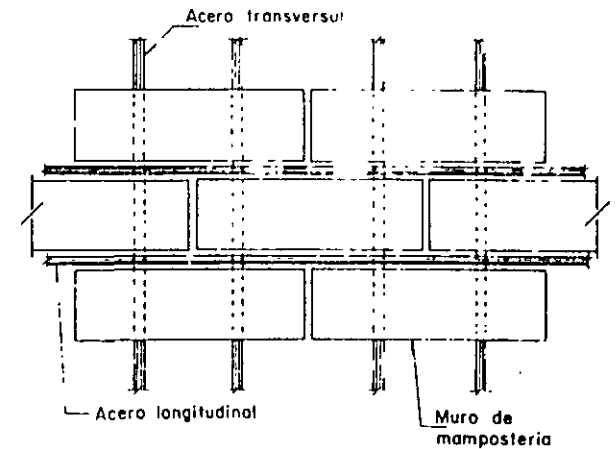 Acero transversal
Acero longitudinal
Muro de
mamposteria